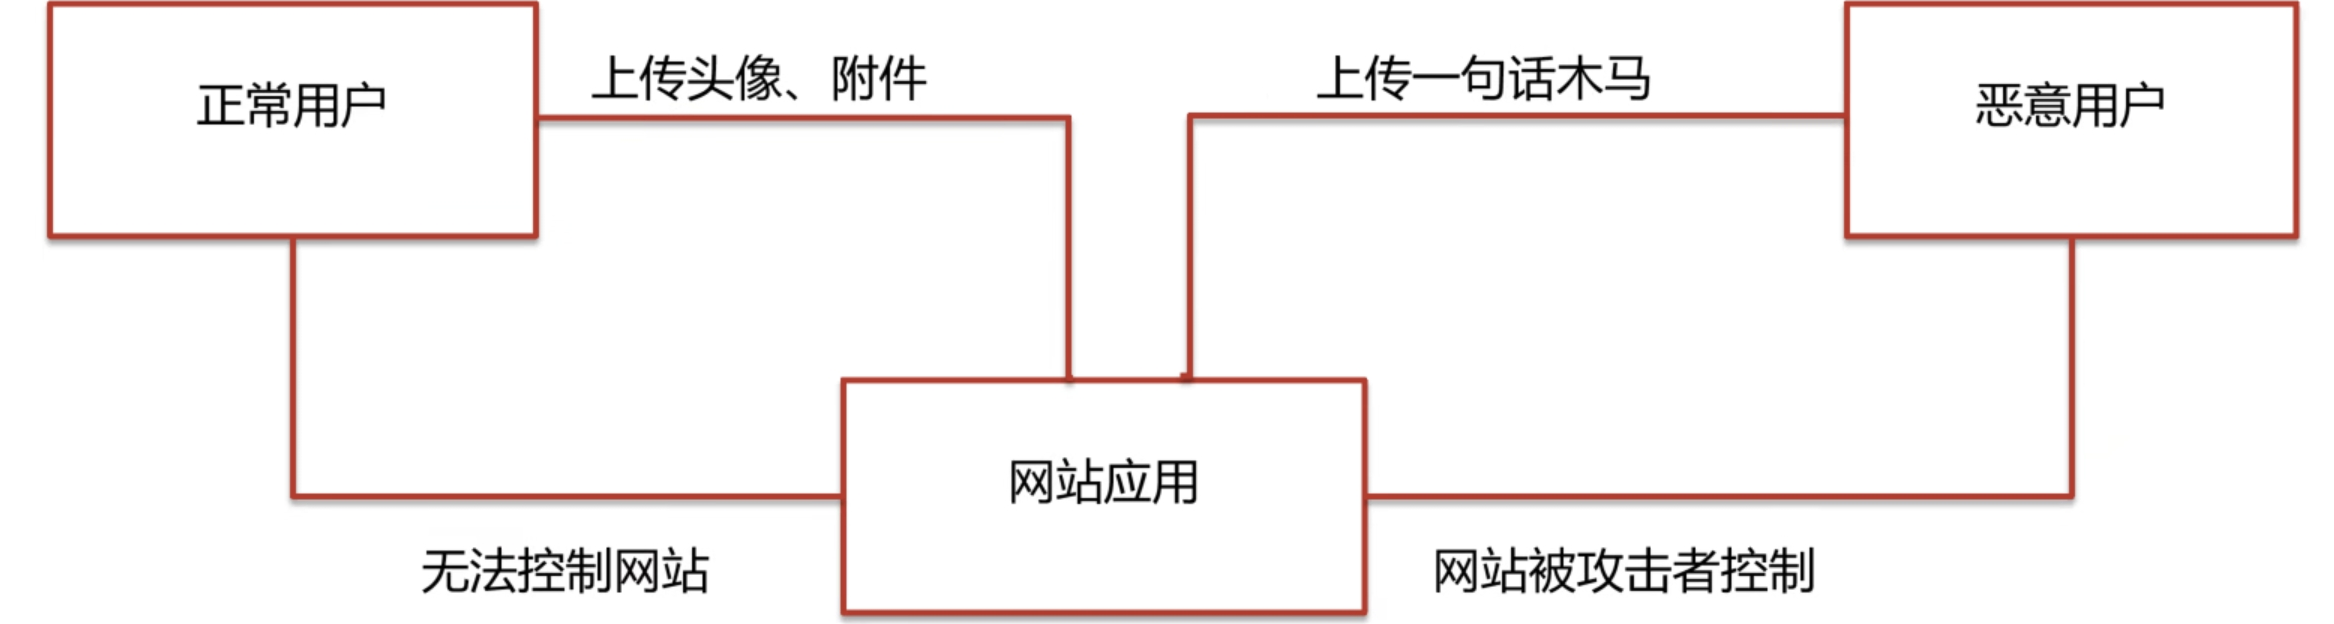 正常用户
上传头像、附件
上传一句话木马
恶意用户
网站应用
无法控制网站
网站被攻击者控制